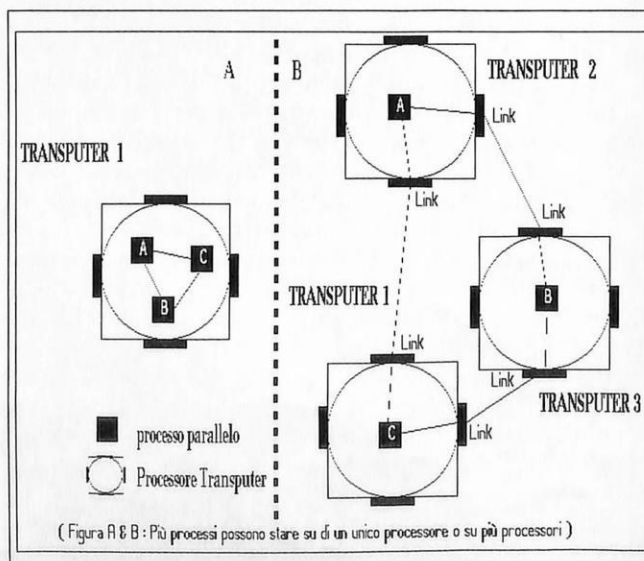 A
TRANSPUTER 1
A
C
B
processo parallelo
Processore Transputer
B
TRANSPUTER 2
A
Link
Link
Link
TRANSPUTER 1
B
Link
Link
TRANSPUTER 3
C
Link
( Figura A & B : Più processi possono stare su di un unico processore o su più processori )